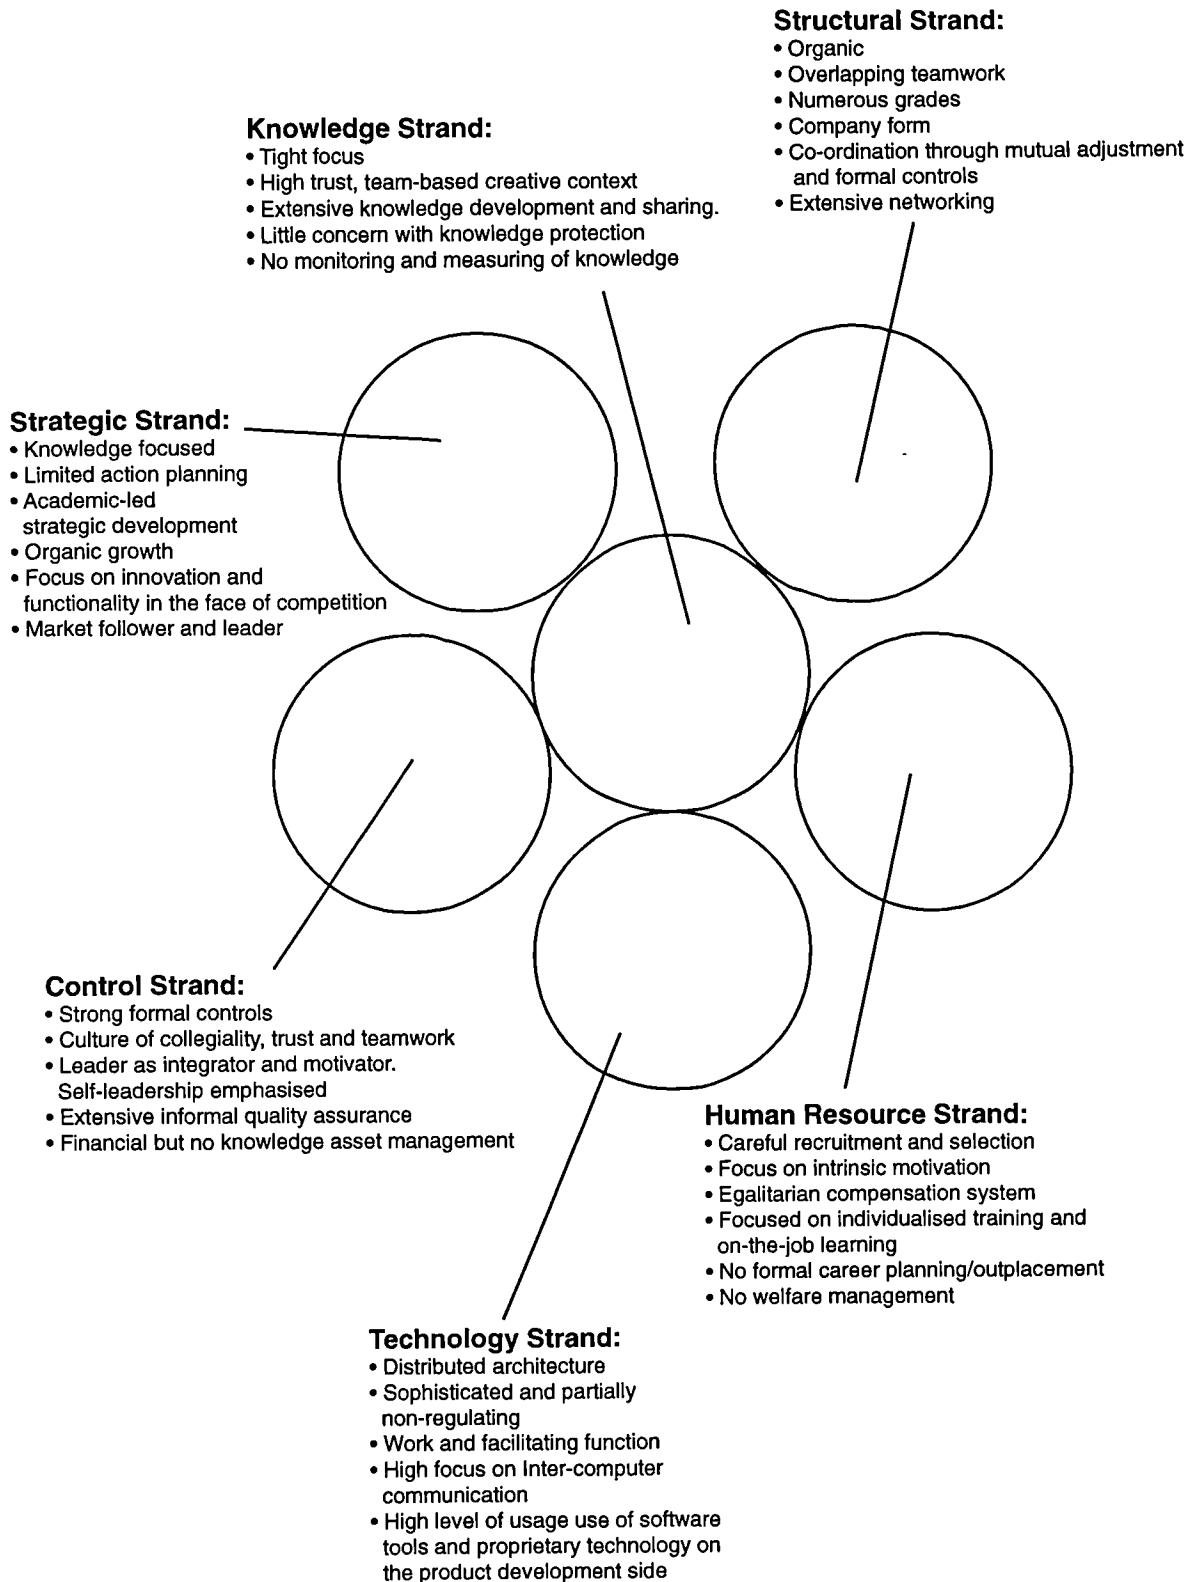 Structural Strand:
• Organic
• Overlapping teamwork
• Numerous grades
• Company form
• Co-ordination through mutual adjustment
and formal controls
• Extensive networking
Knowledge Strand:
• Tight focus
• High trust, team-based creative context
• Extensive knowledge development and sharing.
• Little concern with knowledge protection
• No monitoring and measuring of knowledge
Strategic Strand:
• Knowledge focused
• Limited action planning
• Academic-led
strategic development
• Organic growth
• Focus on innovation and
functionality in the face of competition
• Market follower and leader
Control Strand:
• Strong formal controls
• Culture of collegiality, trust and teamwork
• Leader as integrator and motivator.
Self-leadership emphasised
• Extensive informal quality assurance
• Financial but no knowledge asset management
Human Resource Strand:
• Careful recruitment and selection
• Focus on intrinsic motivation
• Egalitarian compensation system
• Focused on individualised training and
on-the-job learning
• No formal career planning/outplacement
• No welfare management
Technology Strand:
• Distributed architecture
• Sophisticated and partially
non-regulating
• Work and facilitating function
• High focus on Inter-computer
communication
• High level of usage use of software
tools and proprietary technology on
the product development side